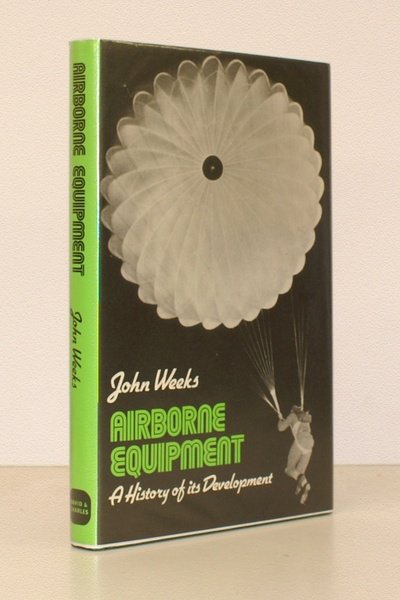 AIRBORNE EQUIPMENT
John Weeks
DAVID &
CHARLES
John Weeks
AIRBORNE
EQUIPMENT
A History of its Development